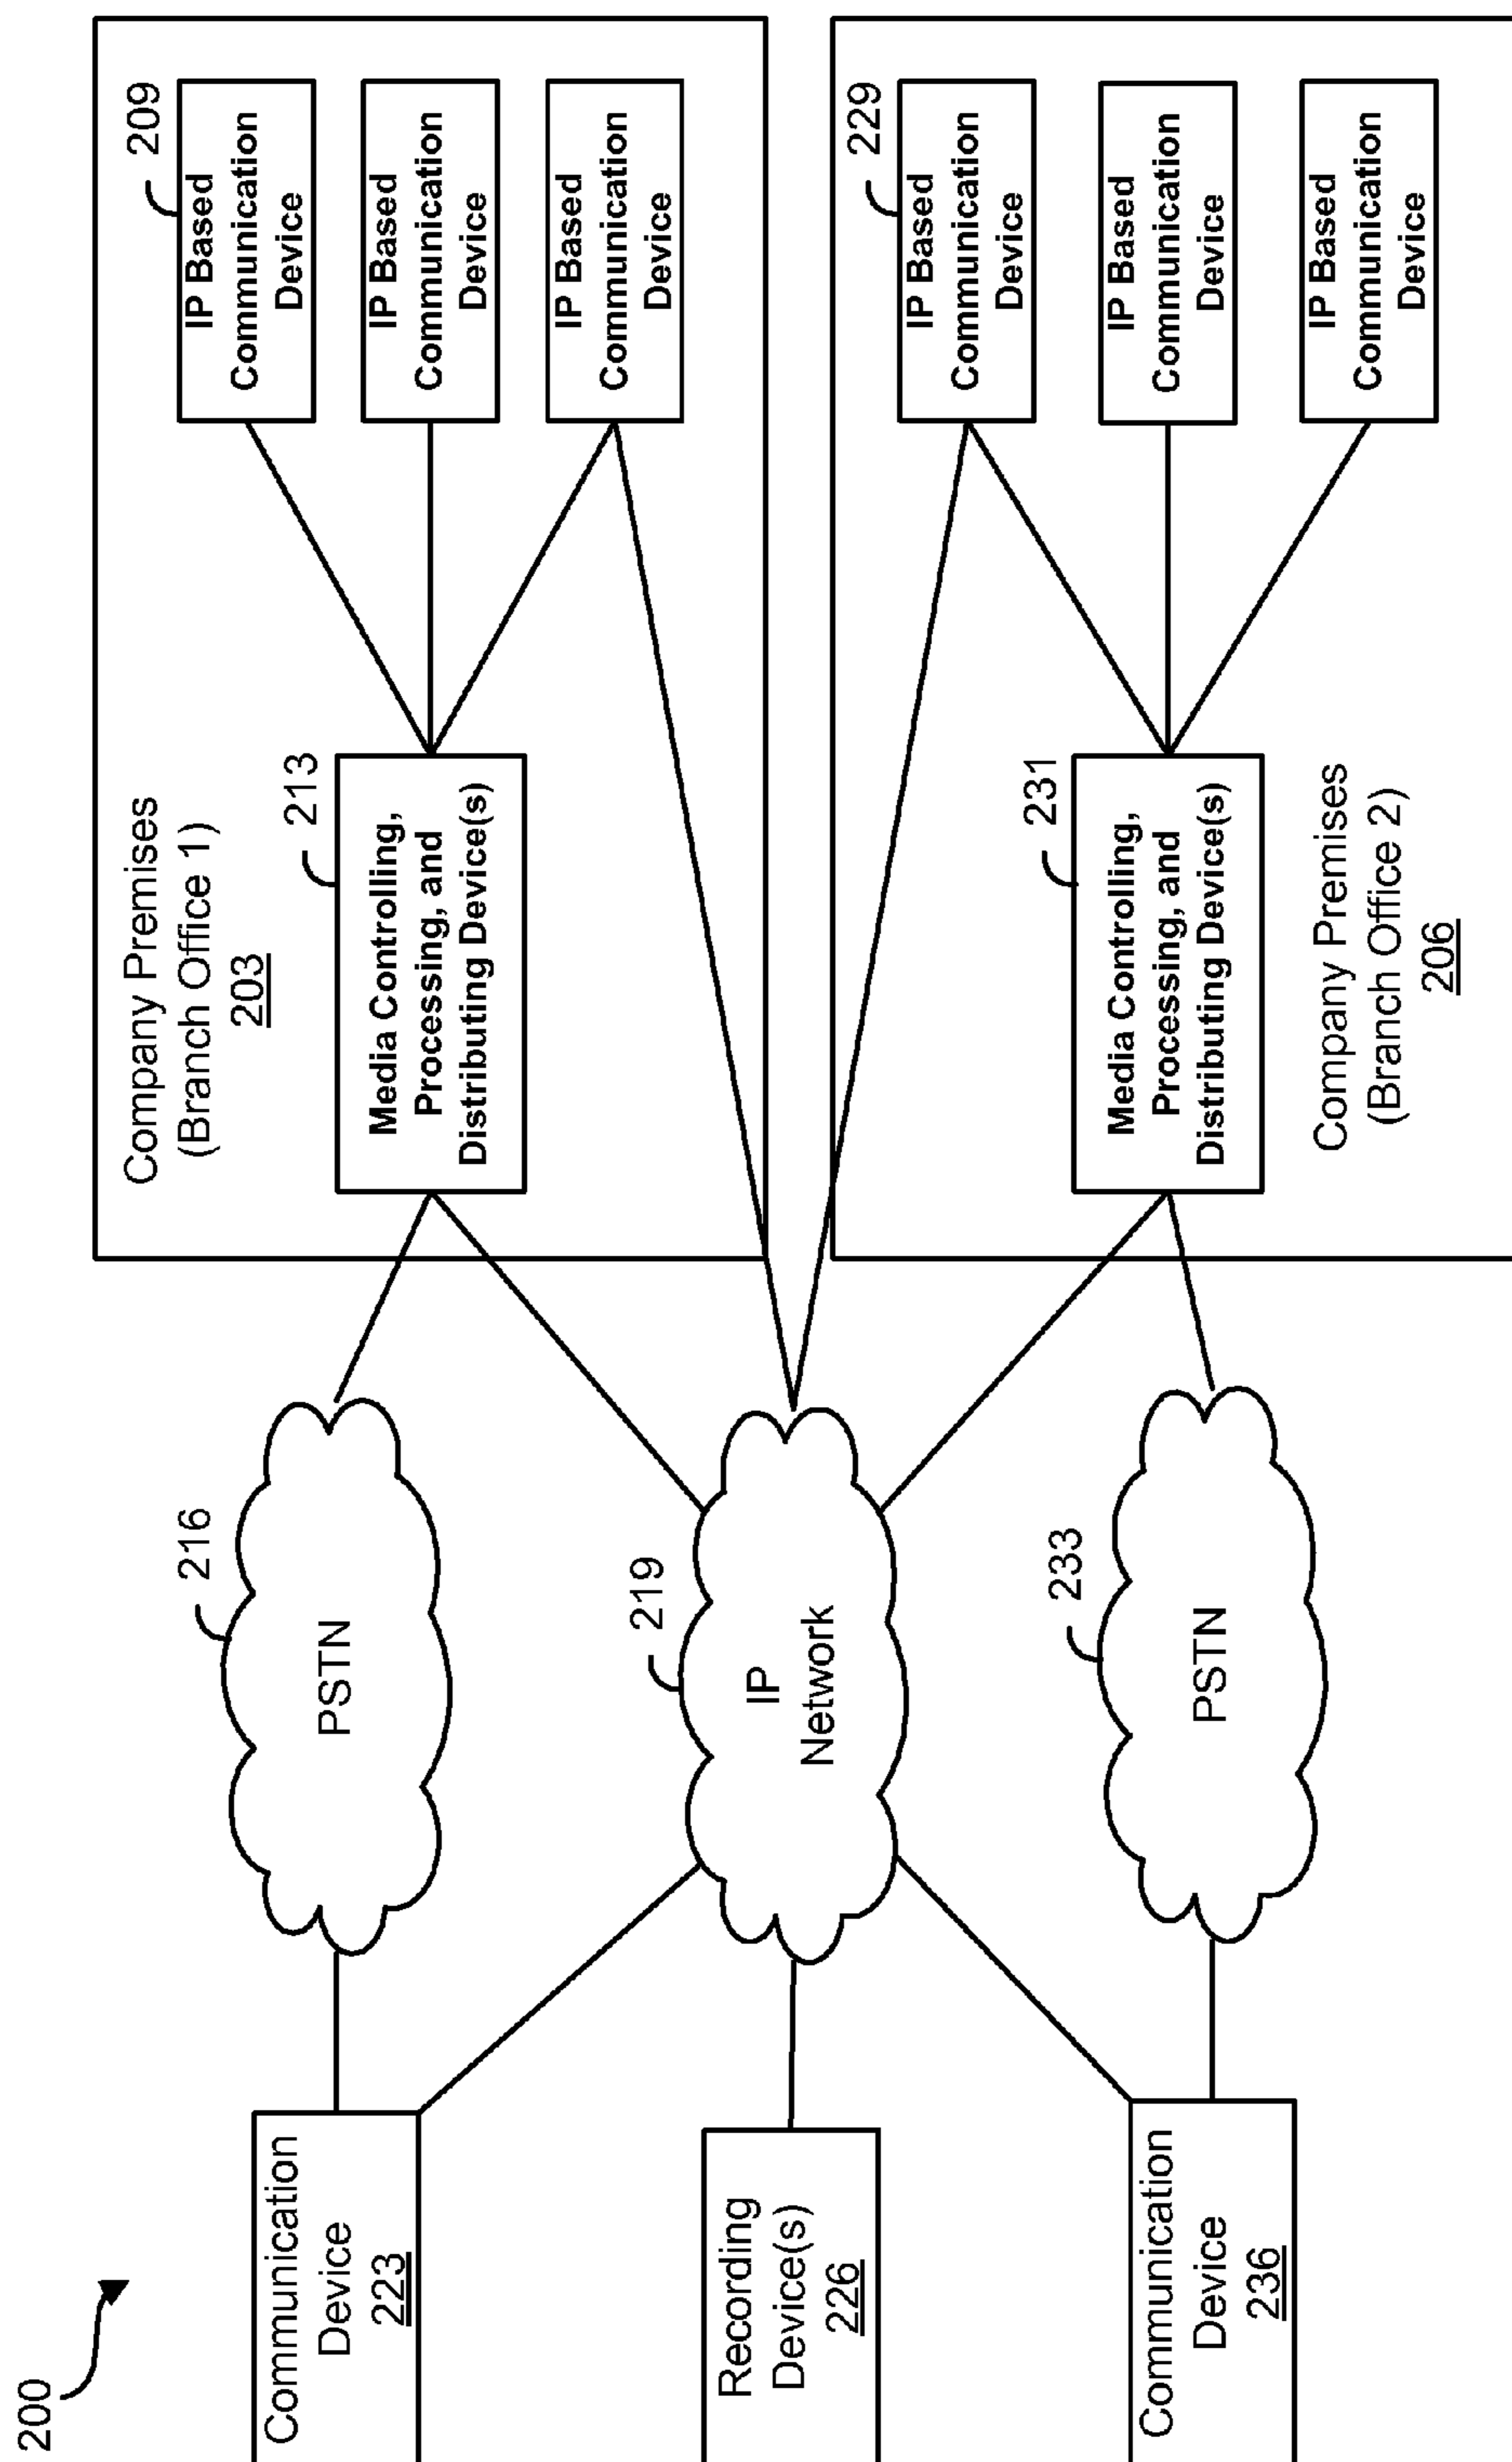 200
Communication
Device
223
Recording
Device(s)
226
Communication
Device
236
216
PSTN
219
IP
Network
233
PSTN
Company Premises
(Branch Office 1)
203
213
Media Controlling,
Processing, and
Distributing Device(s)
209
IP Based
Communication
Device
IP Based
Communication
Device
IP Based
Communication
Device
231
Media Controlling,
Processing, and
Distributing Device(s)
Company Premises
(Branch Office 2)
206
229
IP Based
Communication
Device
IP Based
Communication
Device
IP Based
Communication
Device